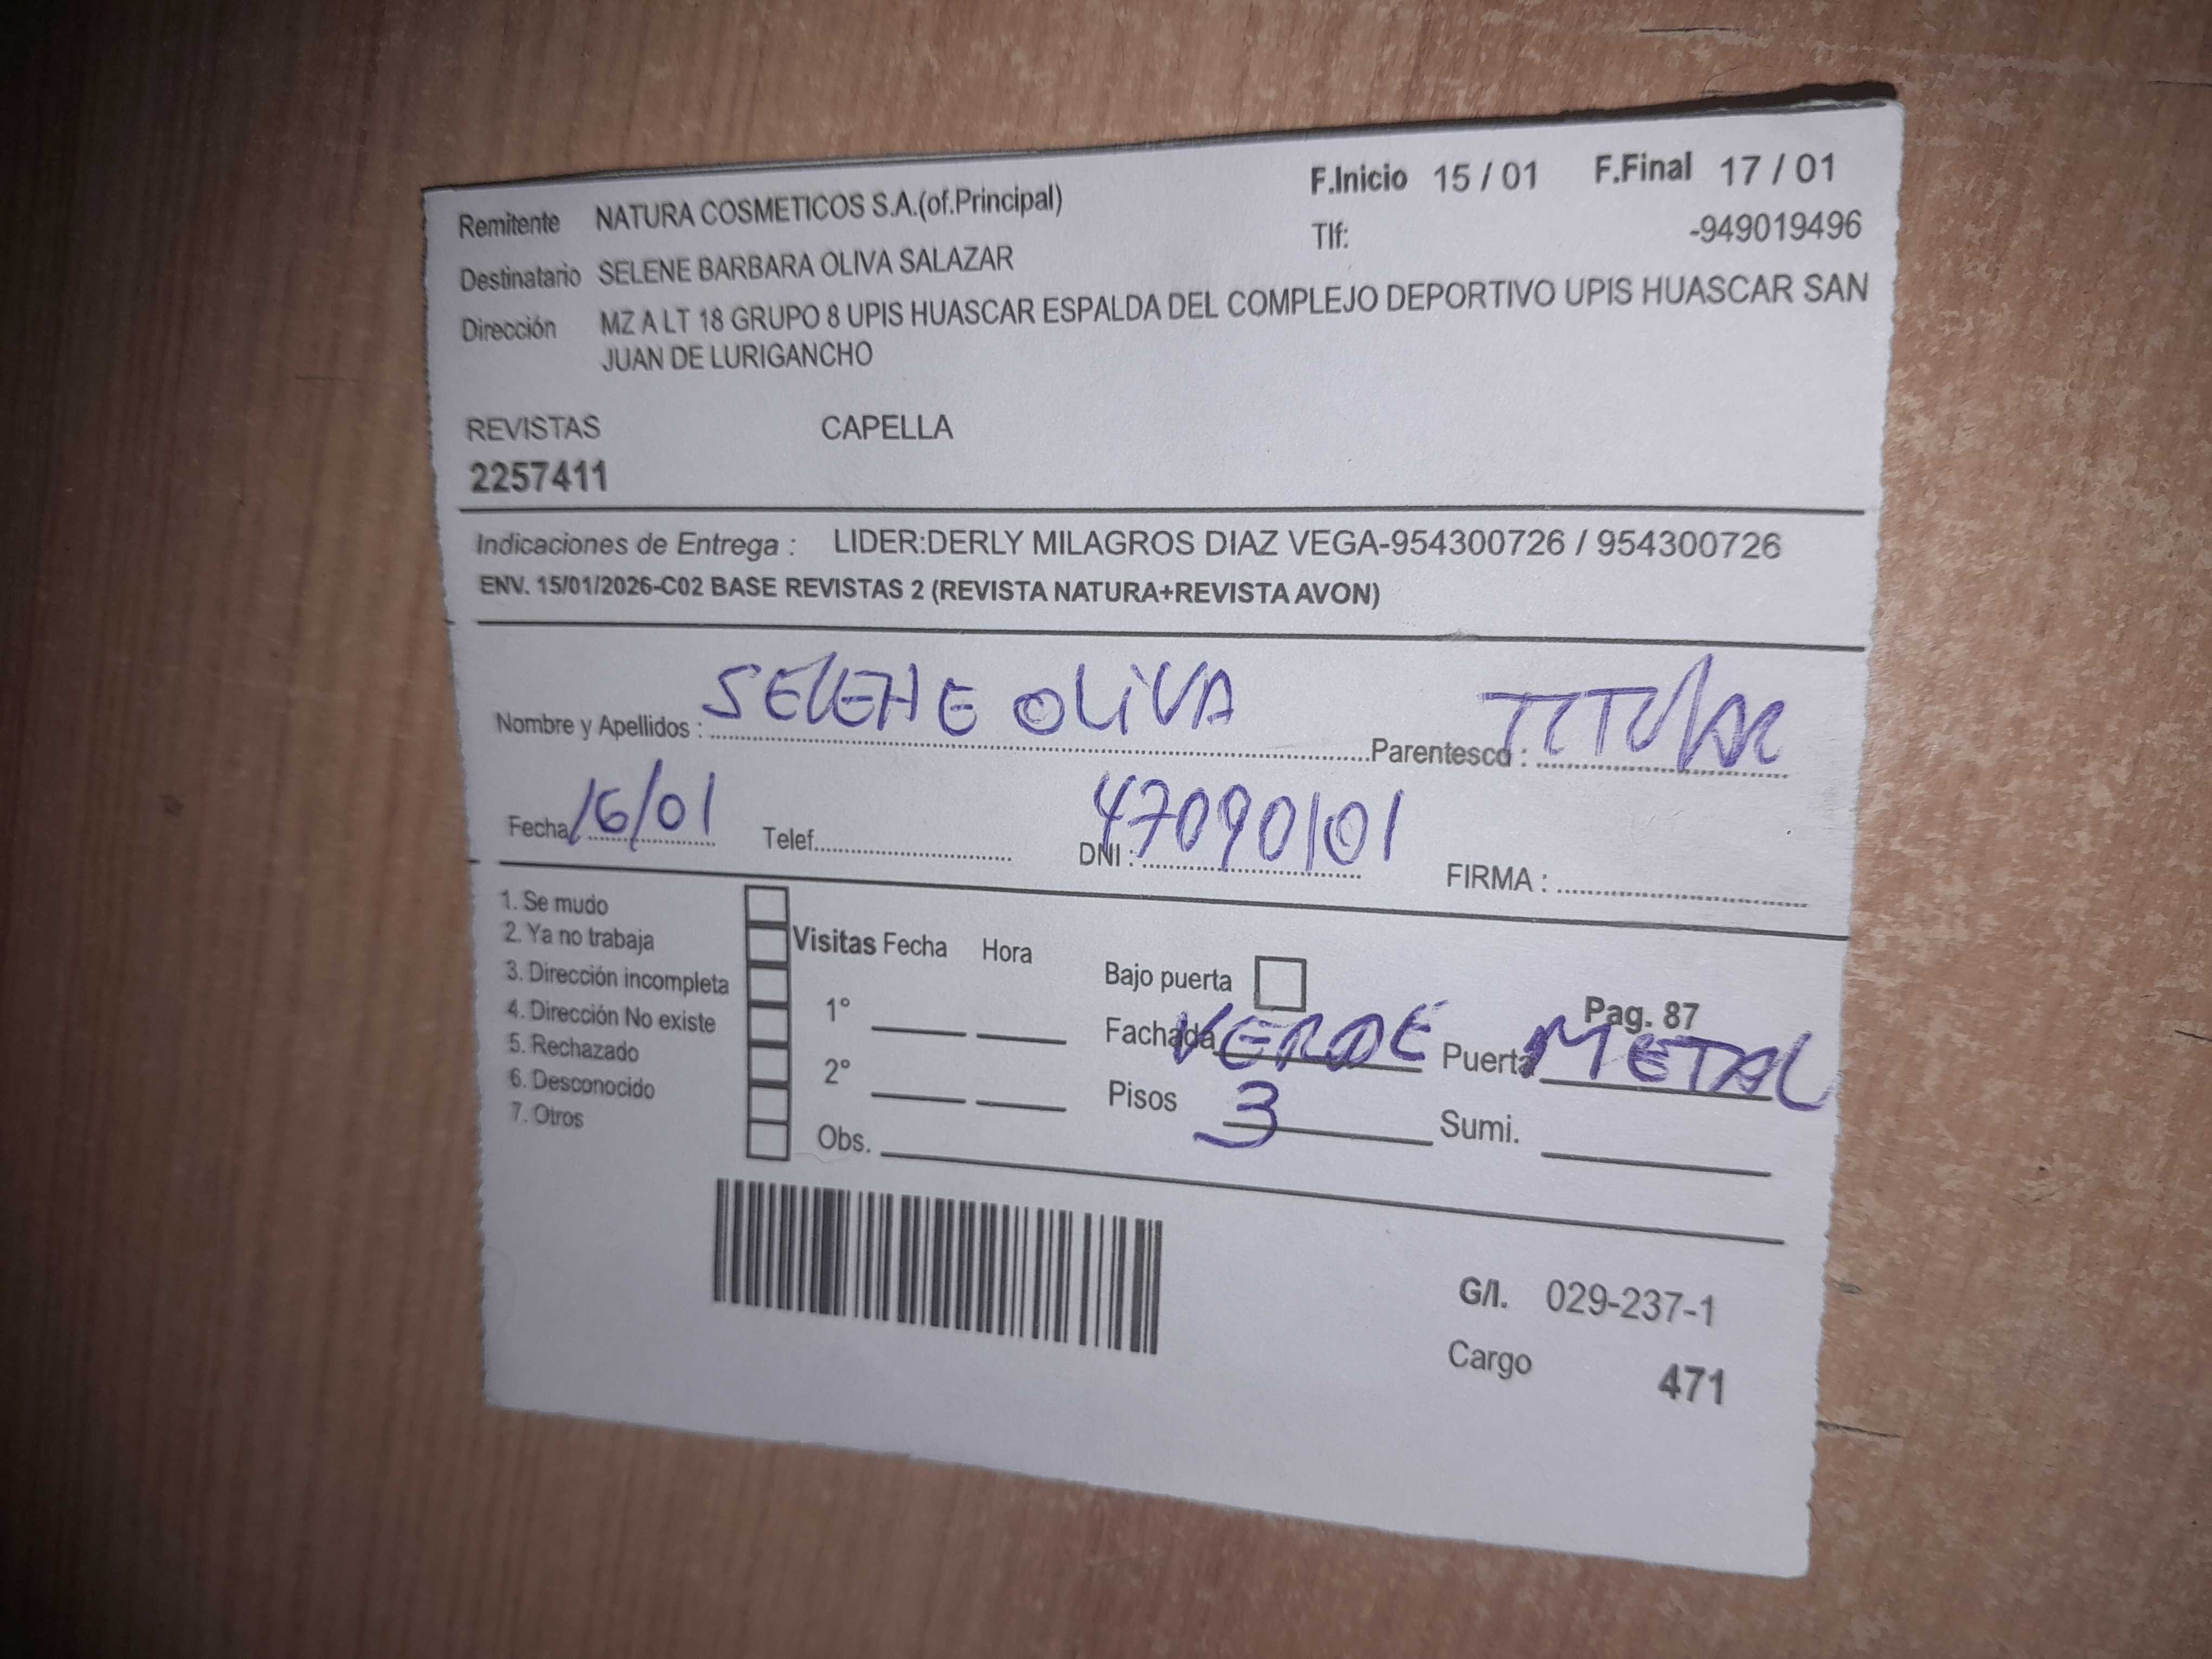 Remitente NATURA COSMETICOS S.A.(of.Principal) F.Inicio 15 / 01 F.Final 17 / 01
Destinatario SELENE BARBARA OLIVA SALAZAR Tlf: -949019496
Dirección MZ A LT 18 GRUPO 8 UPIS HUASCAR ESPALDA DEL COMPLEJO DEPORTIVO UPIS HUASCAR SAN
JUAN DE LURIGANCHO
REVISTAS CAPELLA
2257411
Indicaciones de Entrega : LIDER:DERLY MILAGROS DIAZ VEGA-954300726 / 954300726
ENV. 15/01/2026-C02 BASE REVISTAS 2 (REVISTA NATURA+REVISTA AVON)
Nombre y Apellidos : SELENE OLIVA Parentesco : TITULAR
Fecha 16/01 Telef. DNI : 47090101 FIRMA :
1. Se mudo
2. Ya no trabaja Visitas Fecha Hora
3. Dirección incompleta Bajo puerta
4. Dirección No existe 1° Pag. 87
5. Rechazado Fachada VERDE Puerta METAL
6. Desconocido 2° Pisos 3 Sumi.
7. Otros Obs.
G/I. 029-237-1
Cargo 471